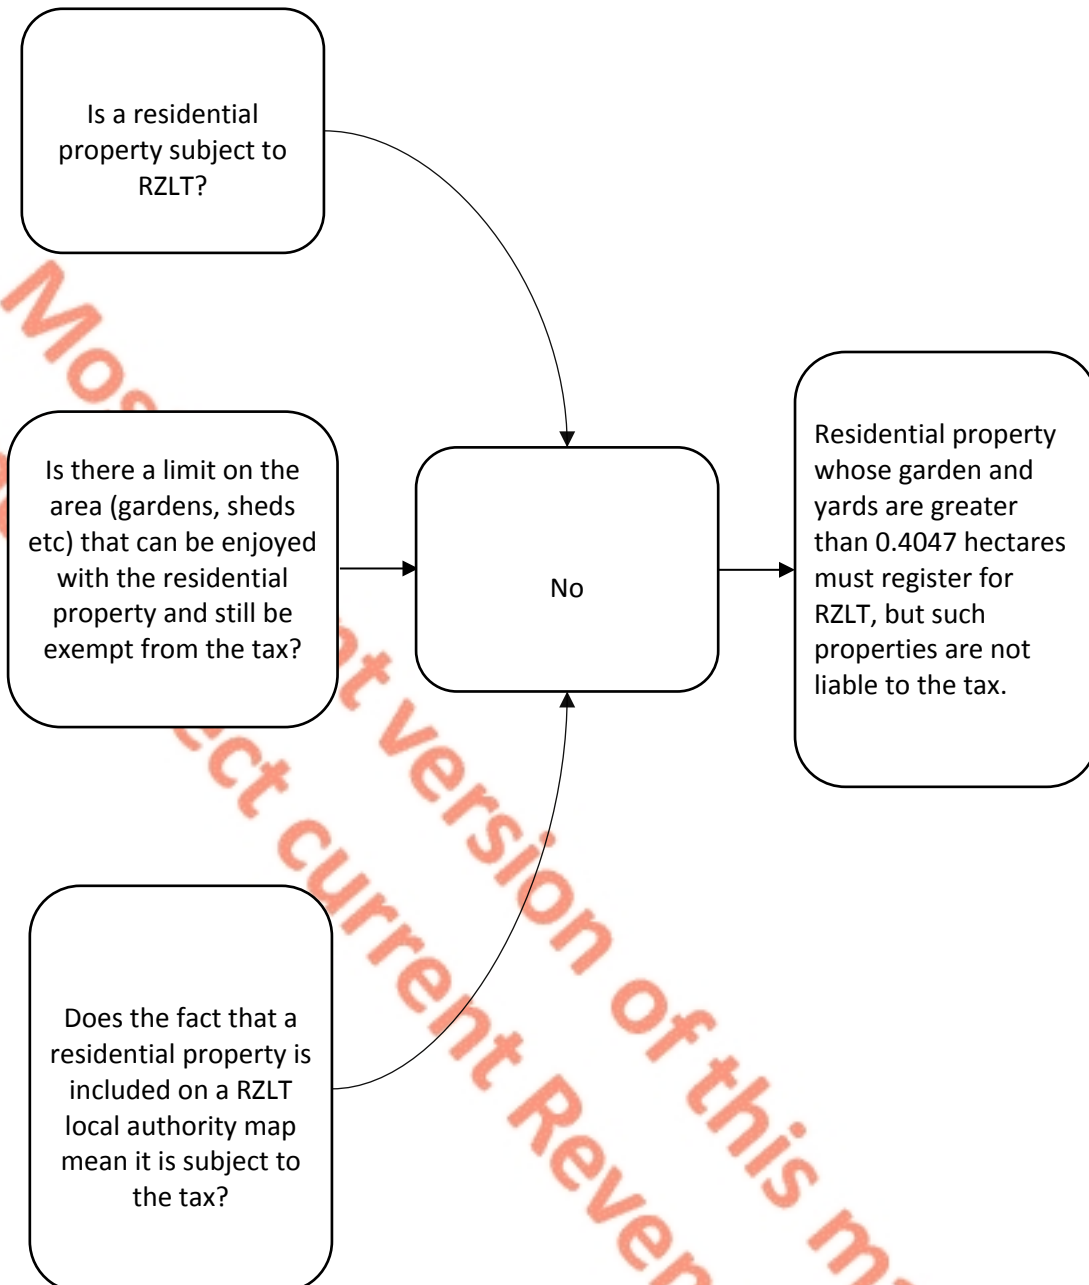 Is a residential
property subject to
RZLT?
Is there a limit on the
area (gardens, sheds
etc) that can be enjoyed
with the residential
property and still be
exempt from the tax?
No
Residential property
whose garden and
yards are greater
than 0.4047 hectares
must register for
RZLT, but such
properties are not
liable to the tax.
Does the fact that a
residential property is
included on a RZLT
local authority map
mean it is subject to
the tax?
version of this
current